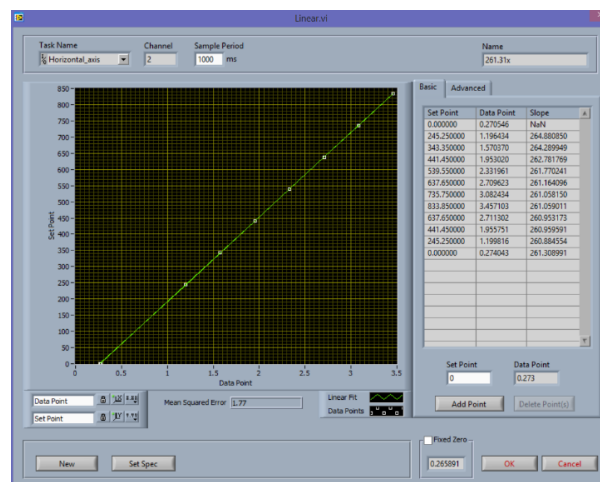 Linear.vi
Task Name Channel Sample Period Name
Horizontal_axis 2 1000 ms 261.31x
Basic Advanced
Set Point Data Point Slope
0.000000 0.270546 NaN
245.250000 1.196434 264.880850
343.350000 1.570370 264.289949
441.450000 1.953020 262.781769
539.550000 2.331961 261.770241
637.650000 2.709623 261.164096
735.750000 3.082434 261.058150
833.850000 3.457103 261.059011
637.650000 2.711302 260.953173
441.450000 1.955751 260.959591
245.250000 1.199816 260.884554
0.000000 0.274043 261.308991
850
800
750
700
650
600
550
500
450
400
350
300
250
200
150
100
50
0
Set Point
0 0.5 1 1.5 2 2.5 3 3.5
Data Point
Set Point Data Point
0 0.273
Add Point Delete Point(s)
Data Point
Set Point
Mean Squared Error 1.77
Linear Fit
Data Points
New Set Spec
Fixed Zero
0.265891
OK Cancel